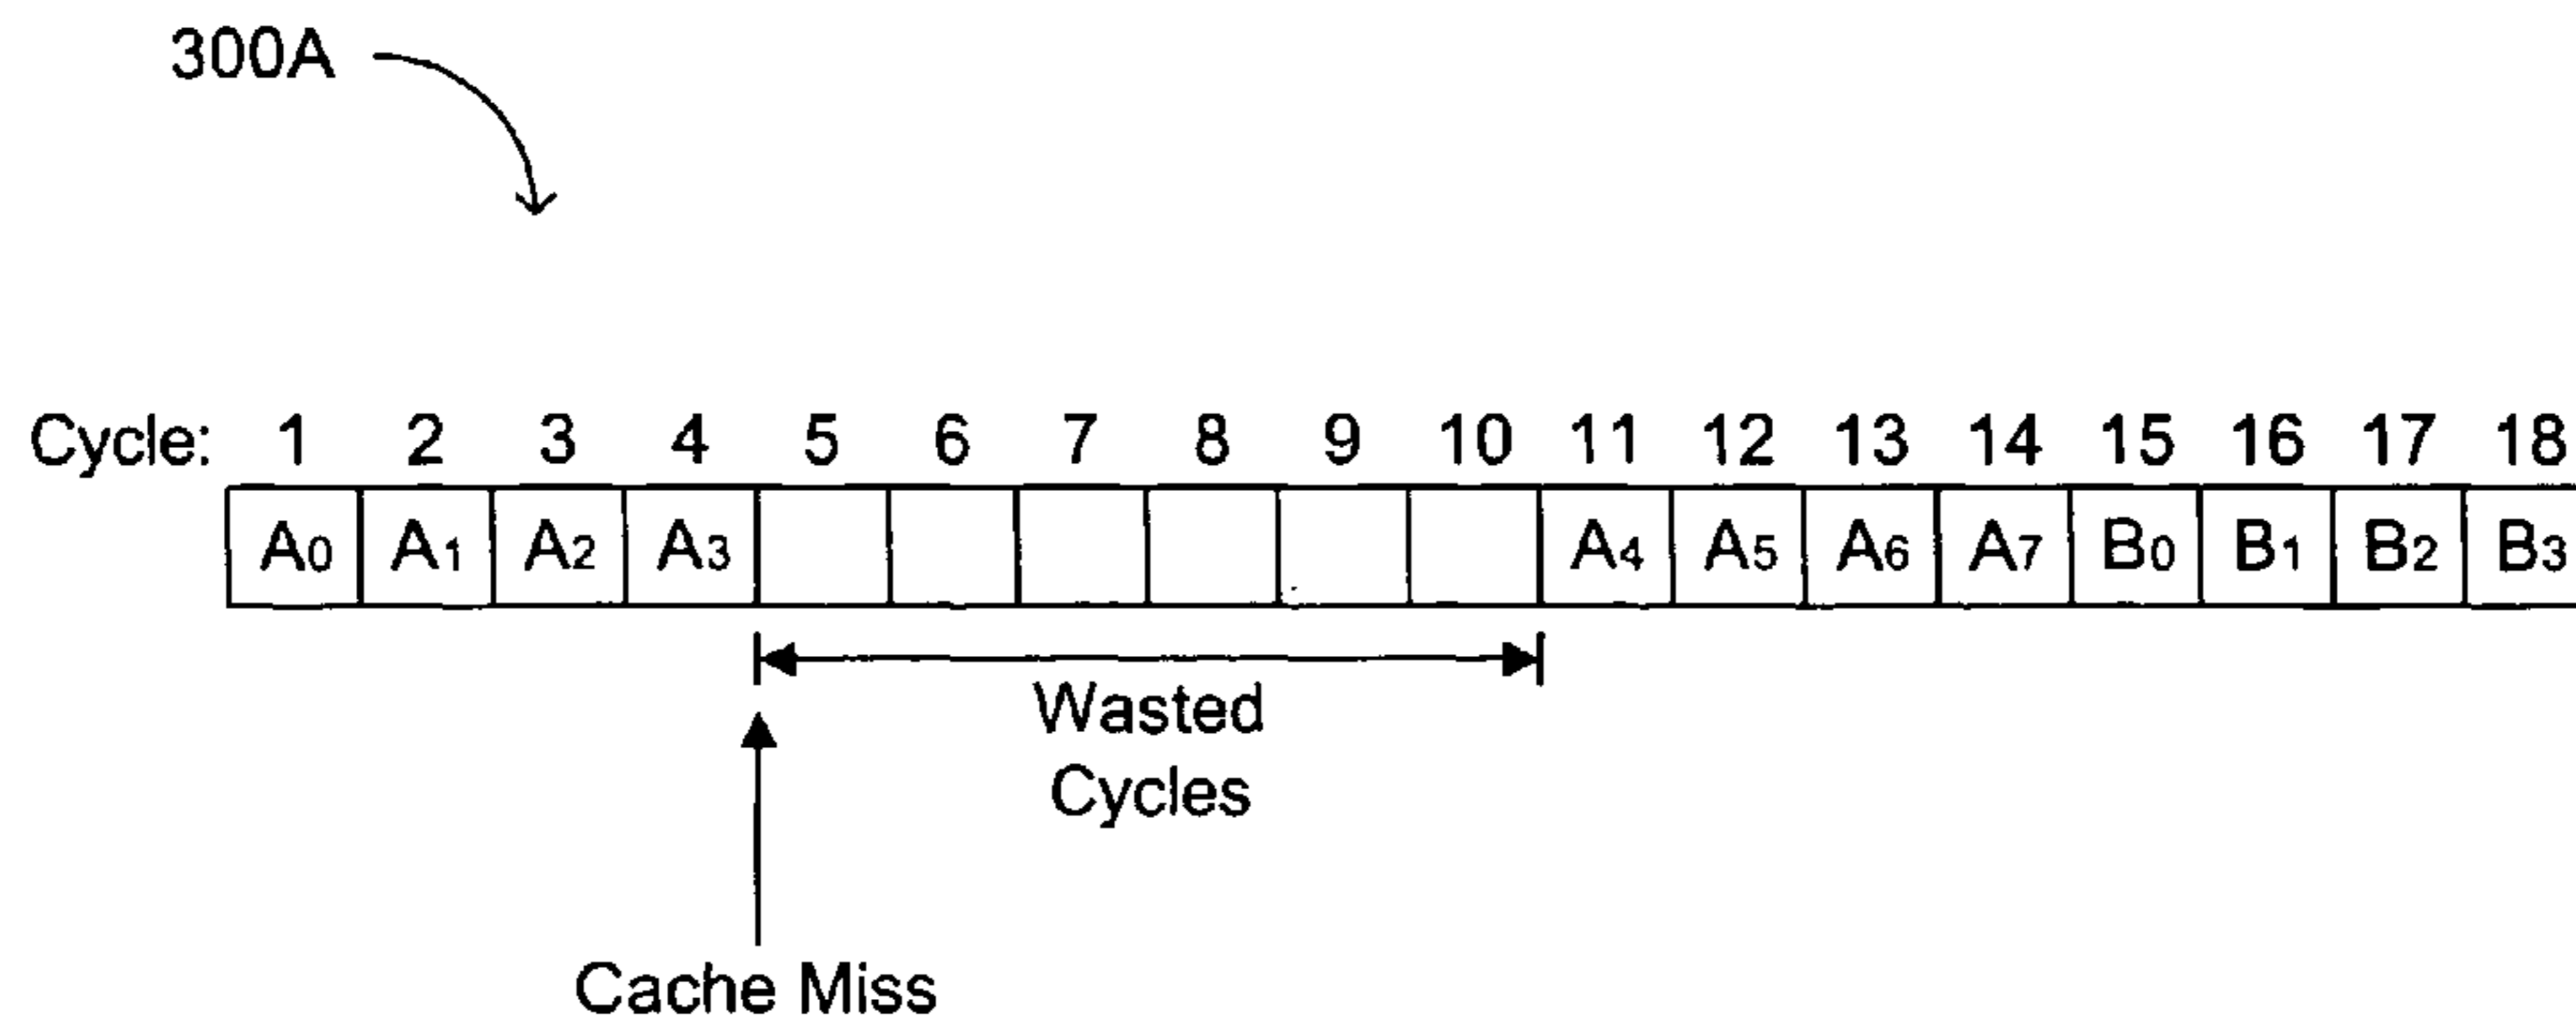 300A
Cycle: 1 2 3 4 5 6 7 8 9 10 11 12 13 14 15 16 17 18
A0 A1 A2 A3 A4 A5 A6 A7 B0 B1 B2 B3
Wasted
Cycles
Cache Miss